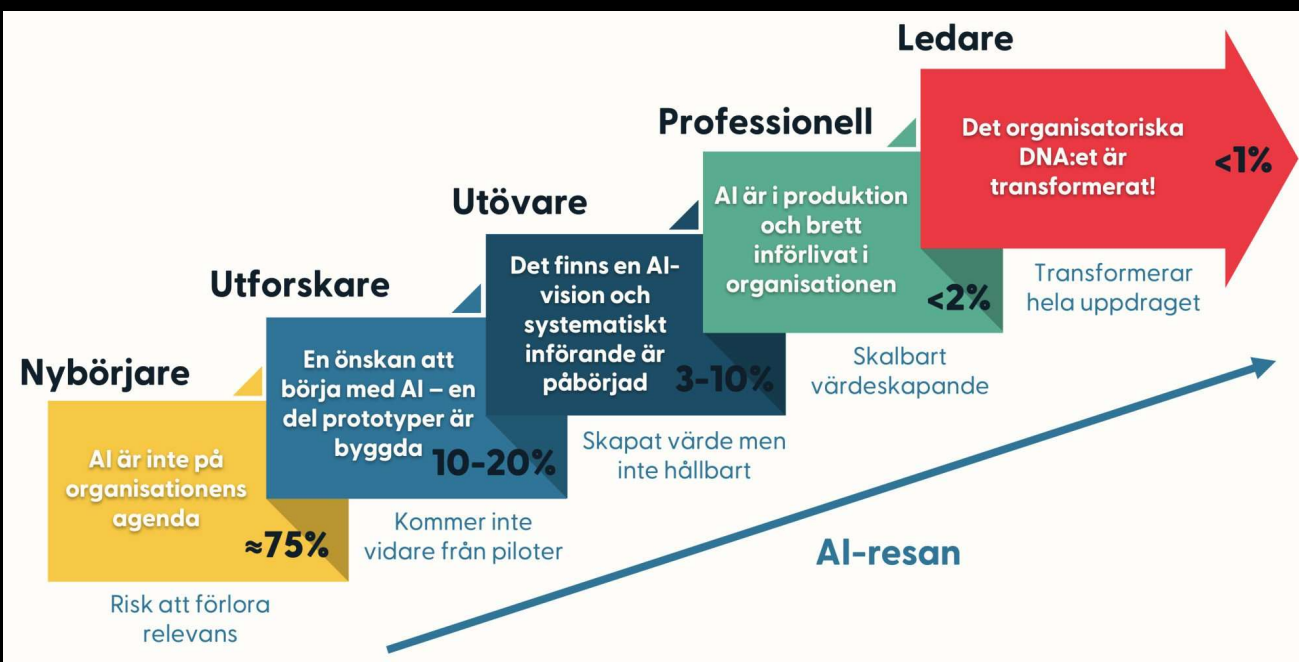 Nybörjare
AI är inte på
organisationens
agenda
≈75%
Risk att förlora
relevans
Utforskare
En önskan att
börja med AI – en
del prototyper är
byggda
10-20%
Kommer inte
vidare från piloter
Utövare
Det finns en AI-
vision och
systematiskt
införande är
påbörjad
3-10%
Skapat värde men
inte hållbart
Professionell
AI är i produktion
och brett
införlivat i
organisationen
<2%
Skalbart
värdeskapande
Ledare
Det organisatoriska
DNA:et är
transformerat!
<1%
Transformerar
hela uppdraget
AI-resan